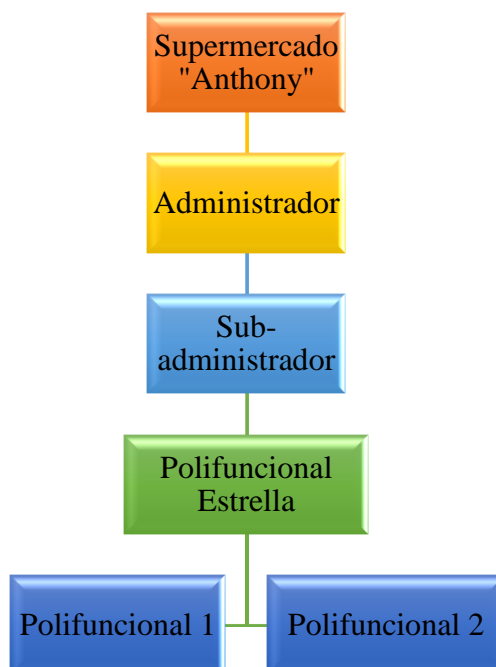 Supermercado
"Anthony"
Administrador
Sub-
administrador
Polifuncional
Estrella
Polifuncional 1
Polifuncional 2